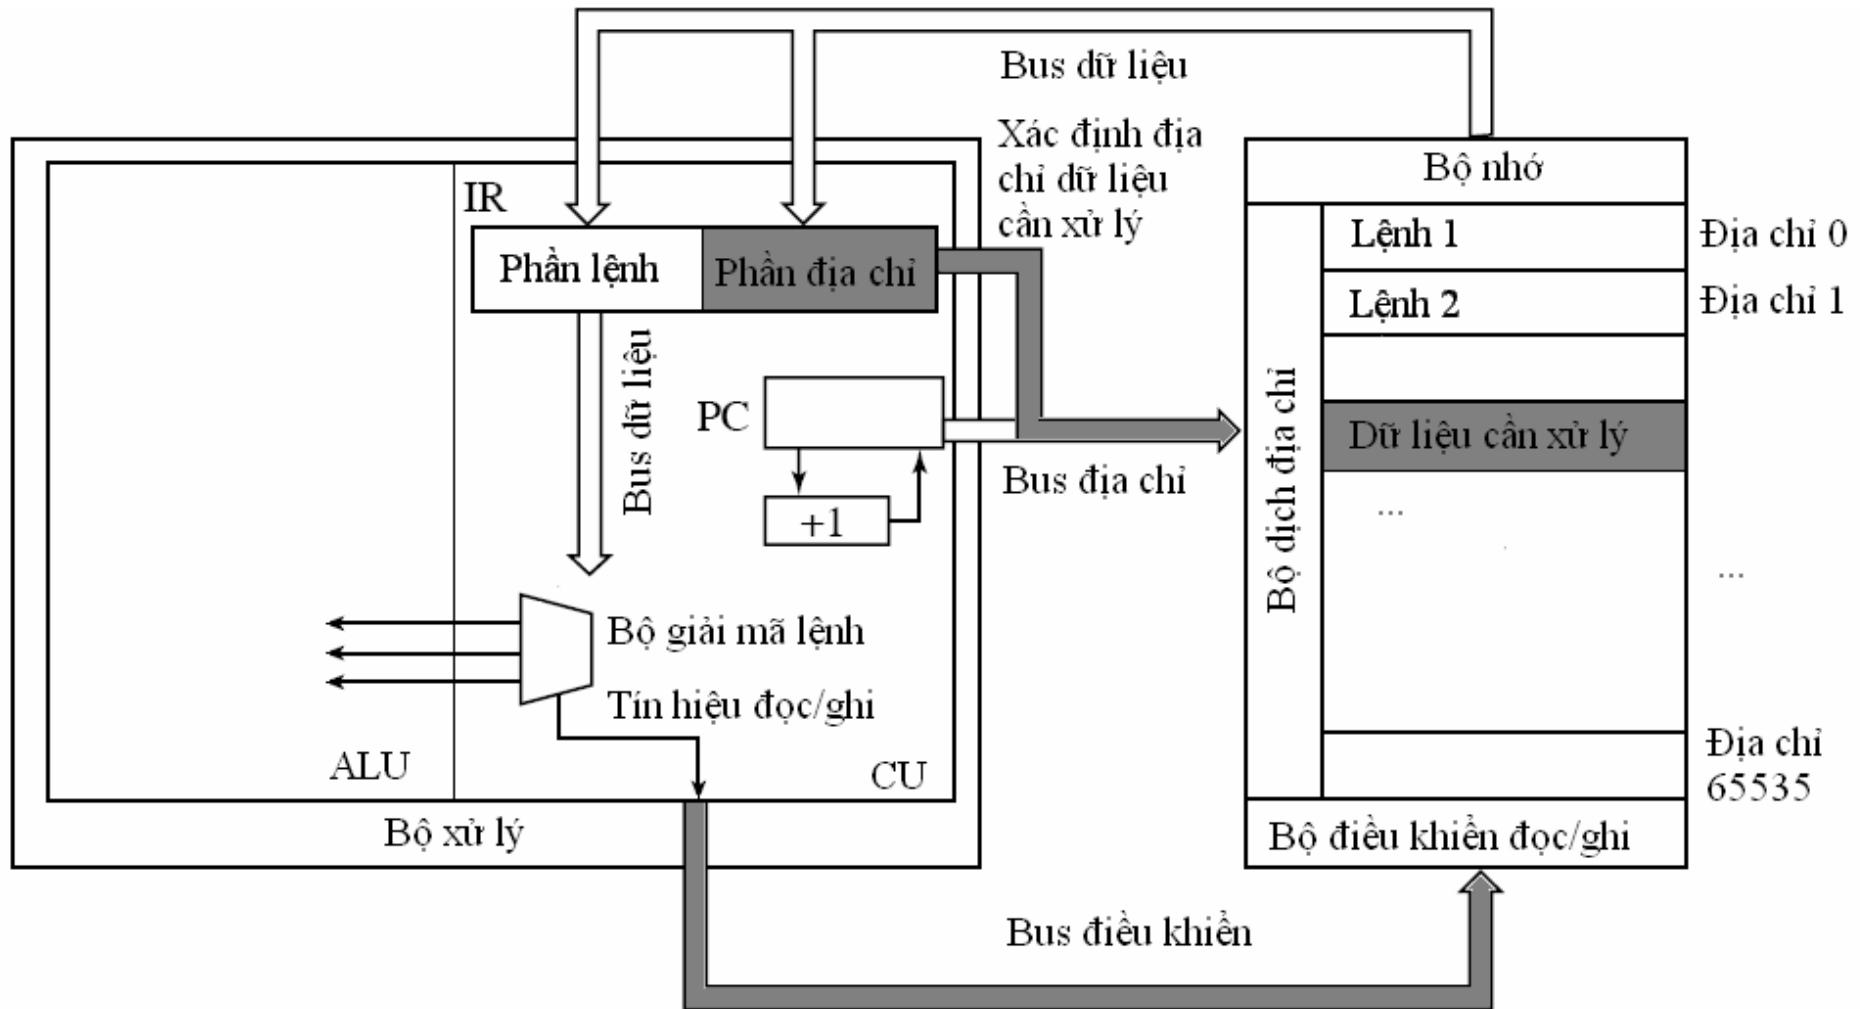 Bus dữ liệu
Xác định địa
chỉ dữ liệu
cần xử lý
Bộ nhớ
IR
Phần lệnh
Phần địa chỉ
Lệnh 1
Địa chỉ 0
Lệnh 2
Địa chỉ 1
Bus dữ liệu
PC
+1
Bus địa chỉ
Bộ dịch địa chỉ
Dữ liệu cần xử lý
...
...
Bộ giải mã lệnh
Tín hiệu đọc/ghi
ALU
CU
Địa chỉ
65535
Bộ xử lý
Bộ điều khiển đọc/ghi
Bus điều khiển